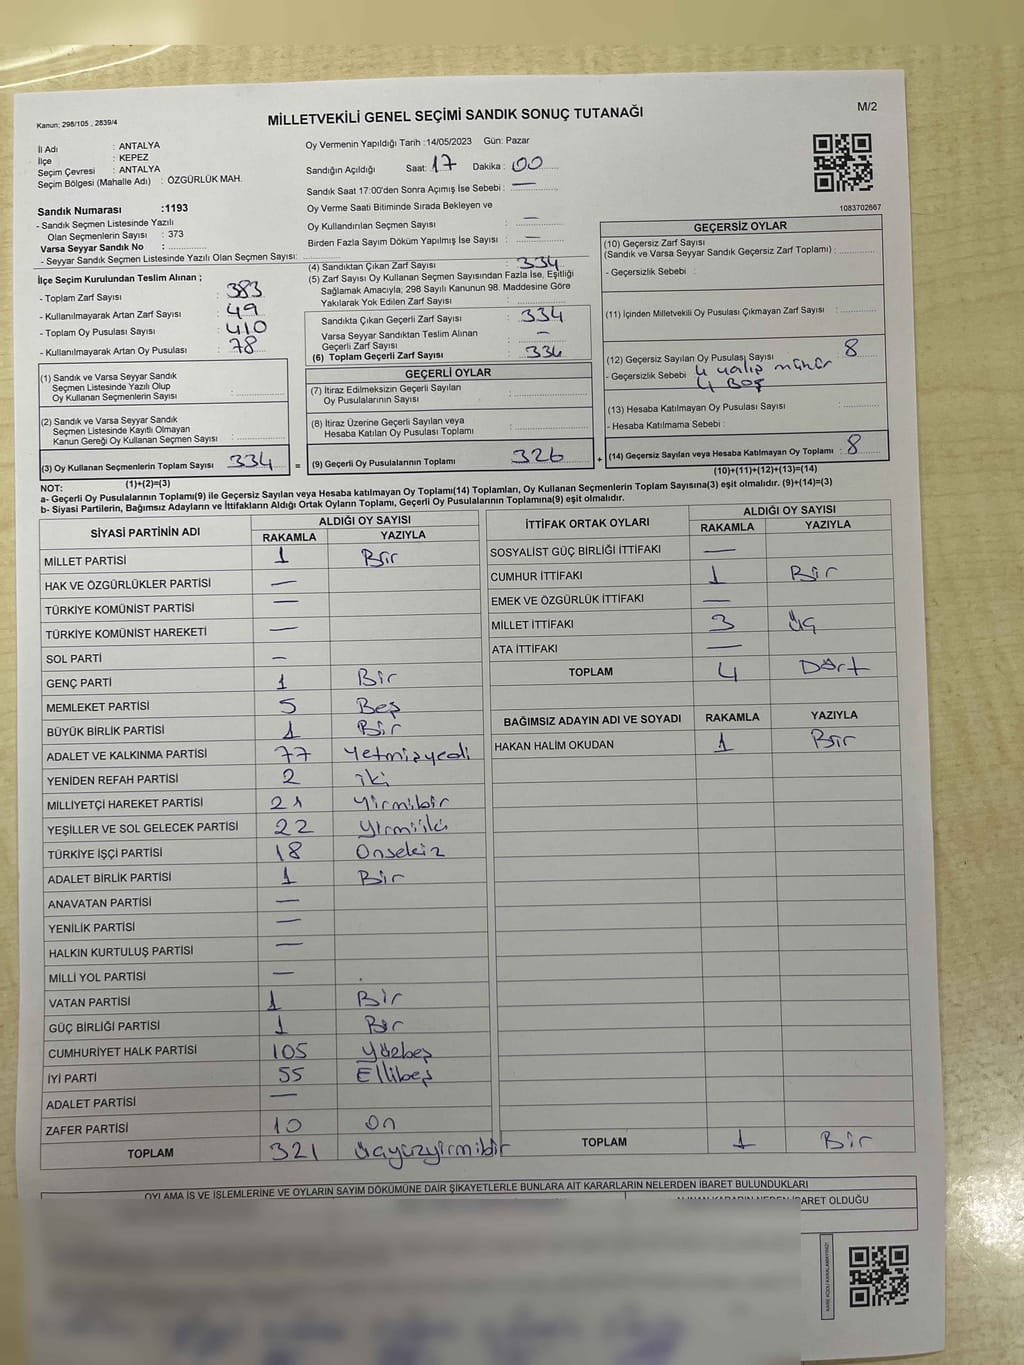 Kanun: 298/105 , 2839/4
MİLLETVEKİLİ GENEL SEÇİMİ SANDIK SONUÇ TUTANAĞI
M/2
İl Adı : ANTALYA
İlçe : KEPEZ
Seçim Çevresi : ANTALYA
Seçim Bölgesi (Mahalle Adı) : ÖZGÜRLÜK MAH.
Oy Vermenin Yapıldığı Tarih :14/05/2023 Gün: Pazar
Sandığın Açıldığı Saat: 17 Dakika : 00
Sandık Saat 17:00'den Sonra Açımış İse Sebebi : —
Oy Verme Saati Bitiminde Sırada Bekleyen ve
Oy Kullandırılan Seçmen Sayısı : —
Birden Fazla Sayım Döküm Yapılmış İse Sayısı : —
1083702667
Sandık Numarası :1193
- Sandık Seçmen Listesinde Yazılı
Olan Seçmenlerin Sayısı : 373
Varsa Seyyar Sandık No :
- Seyyar Sandık Seçmen Listesinde Yazılı Olan Seçmen Sayısı:
İlçe Seçim Kurulundan Teslim Alınan ;
- Toplam Zarf Sayısı : 383
- Kullanılmayarak Artan Zarf Sayısı : 49
- Toplam Oy Pusulası Sayısı : 410
- Kullanılmayarak Artan Oy Pusulası : 78
(1) Sandık ve Varsa Seyyar Sandık
Seçmen Listesinde Yazılı Olup
Oy Kullanan Seçmenlerin Sayısı :
(2) Sandık ve Varsa Seyyar Sandık
Seçmen Listesinde Kayıtlı Olmayan
Kanun Gereği Oy Kullanan Seçmen Sayısı :
(3) Oy Kullanan Seçmenlerin Toplam Sayısı 334
(1)+(2)=(3)
(4) Sandıktan Çıkan Zarf Sayısı : 334
(5) Zarf Sayısı Oy Kullanan Seçmen Sayısından Fazla İse, Eşitliği
Sağlamak Amacıyla; 298 Sayılı Kanunun 98. Maddesine Göre
Yakılarak Yok Edilen Zarf Sayısı :
Sandıkta Çıkan Geçerli Zarf Sayısı : 334
Varsa Seyyar Sandıktan Teslim Alınan
Geçerli Zarf Sayısı : —
(6) Toplam Geçerli Zarf Sayısı : 334
GEÇERLİ OYLAR
(7) İtiraz Edilmeksizin Geçerli Sayılan
Oy Pusulalarının Sayısı :
(8) İtiraz Üzerine Geçerli Sayılan veya
Hesaba Katılan Oy Pusulası Toplamı :
= (9) Geçerli Oy Pusulalarının Toplamı : 326 +
GEÇERSİZ OYLAR
(10) Geçersiz Zarf Sayısı
(Sandık ve Varsa Seyyar Sandık Geçersiz Zarf Toplamı) :
- Geçersizlik Sebebi :
(11) İçinden Milletvekili Oy Pusulası Çıkmayan Zarf Sayısı :
(12) Geçersiz Sayılan Oy Pusulası Sayısı : 8
- Geçersizlik Sebebi : 4 yalış mühür
4 Boş
(13) Hesaba Katılmayan Oy Pusulası Sayısı :
- Hesaba Katılmama Sebebi :
(14) Geçersiz Sayılan veya Hesaba Katılmayan Oy Toplamı : 8
(10)+(11)+(12)+(13)=(14)
NOT:
a- Geçerli Oy Pusulalarının Toplamı(9) ile Geçersiz Sayılan veya Hesaba katılmayan Oy Toplamı(14) Toplamları, Oy Kullanan Seçmenlerin Toplam Sayısına(3) eşit olmalıdır. (9)+(14)=(3)
b- Siyasi Partilerin, Bağımsız Adayların ve İttifakların Aldığı Ortak Oyların Toplamı, Geçerli Oy Pusulalarının Toplamına(9) eşit olmalıdır.
SİYASİ PARTİNİN ADI ALDIĞI OY SAYISI
RAKAMLA YAZIYLA
MİLLET PARTİSİ 1 Bir
HAK VE ÖZGÜRLÜKLER PARTİSİ —
TÜRKİYE KOMÜNİST PARTİSİ —
TÜRKİYE KOMÜNİST HAREKETİ —
SOL PARTİ —
GENÇ PARTİ 1 Bir
MEMLEKET PARTİSİ 5 Beş
BÜYÜK BİRLİK PARTİSİ 1 Bir
ADALET VE KALKINMA PARTİSİ 77 Yetmişyedi
YENİDEN REFAH PARTİSİ 2 iki
MİLLİYETÇİ HAREKET PARTİSİ 21 Yirmibir
YEŞİLLER VE SOL GELECEK PARTİSİ 22 Yirmiiki
TÜRKİYE İŞÇİ PARTİSİ 18 Onsekiz
ADALET BİRLİK PARTİSİ 1 Bir
ANAVATAN PARTİSİ —
YENİLİK PARTİSİ —
HALKIN KURTULUŞ PARTİSİ —
MİLLİ YOL PARTİSİ —
VATAN PARTİSİ 1 Bir
GÜÇ BİRLİĞİ PARTİSİ 1 Bir
CUMHURİYET HALK PARTİSİ 105 Yüzbeş
İYİ PARTİ 55 Ellibeş
ADALET PARTİSİ —
ZAFER PARTİSİ 10 On
TOPLAM 321 Üçyüzyirmibir
İTTİFAK ORTAK OYLARI ALDIĞI OY SAYISI
RAKAMLA YAZIYLA
SOSYALİST GÜÇ BİRLİĞİ İTTİFAKI —
CUMHUR İTTİFAKI 1 Bir
EMEK VE ÖZGÜRLÜK İTTİFAKI —
MİLLET İTTİFAKI 3 Üç
ATA İTTİFAKI —
TOPLAM 4 Dört
BAĞIMSIZ ADAYIN ADI VE SOYADI RAKAMLA YAZIYLA
HAKAN HALİM OKUDAN 1 Bir
TOPLAM 1 Bir
OYLAMA İŞ VE İŞLEMLERİNE VE OYLARIN SAYIM DÖKÜMÜNE DAİR ŞİKAYETLERLE BUNLARA AİT KARARLARIN NELERDEN İBARET BULUNDUKLARI
ALINAN KARARIN NEDEN İBARET OLDUĞU